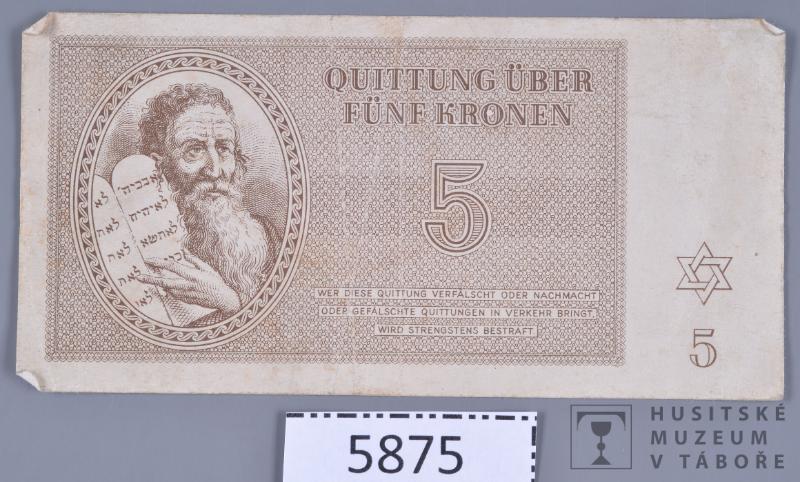 QUITTUNG ÜBER
FÜNF KRONEN
5
WER DIESE QUITTUNG VERFÄLSCHT ODER NACHMACHT
ODER GEFÄLSCHTE QUITTUNGEN IN VERKEHR BRINGT,
WIRD STRENGSTENS BESTRAFT
5
5875
HUSITSKÉ
MUZEUM
V TÁBOŘE